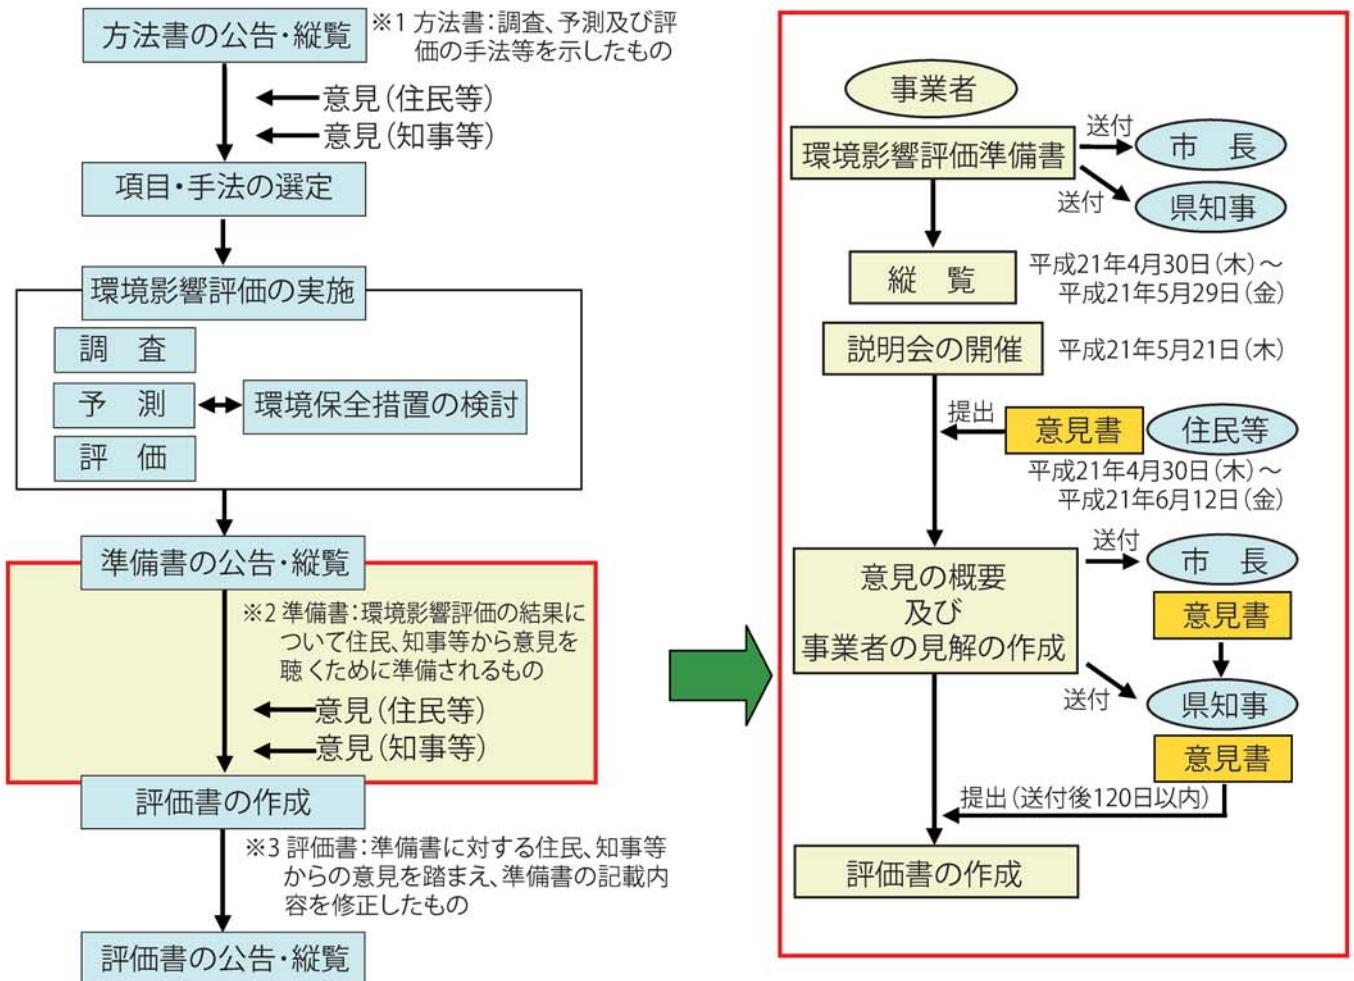 方法書の公告・縦覧
※1 方法書：調査、予測及び評
価の手法等を示したもの
意見（住民等）
意見（知事等）
項目・手法の選定
環境影響評価の実施
調　査
予　測
環境保全措置の検討
評　価
準備書の公告・縦覧
※2 準備書：環境影響評価の結果に
ついて住民、知事等から意見を
聴くために準備されるもの
意見（住民等）
意見（知事等）
評価書の作成
※3 評価書：準備書に対する住民、知事等
からの意見を踏まえ、準備書の記載内
容を修正したもの
評価書の公告・縦覧
事業者
環境影響評価準備書
送付
市　長
送付
県知事
縦　覧
平成21年4月30日（木）～
平成21年5月29日（金）
説明会の開催
平成21年5月21日（木）
提出
意見書
住民等
平成21年4月30日（木）～
平成21年6月12日（金）
意見の概要
及び
事業者の見解の作成
送付
市　長
意見書
送付
県知事
意見書
提出（送付後120日以内）
評価書の作成